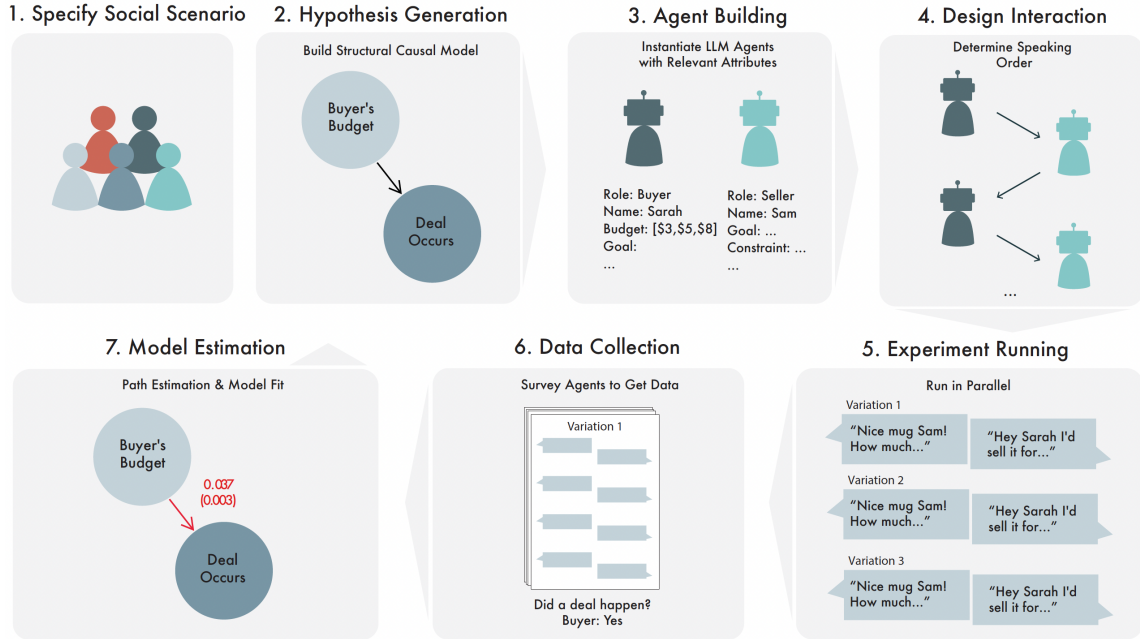 1. Specify Social Scenario
2. Hypothesis Generation
Build Structural Causal Model
Buyer's
Budget
Deal
Occurs
3. Agent Building
Instantiate LLM Agents
with Relevant Attributes
Role: Buyer
Name: Sarah
Budget: [$3,$5,$8]
Goal:
...
Role: Seller
Name: Sam
Goal: ...
Constraint: ...
...
4. Design Interaction
Determine Speaking
Order
...
5. Experiment Running
Run in Parallel
Variation 1
“Nice mug Sam!
How much...”
“Hey Sarah I'd
sell it for...”
Variation 2
“Nice mug Sam!
How much...”
“Hey Sarah I'd
sell it for...”
Variation 3
“Nice mug Sam!
How much...”
“Hey Sarah I'd
sell it for...”
6. Data Collection
Survey Agents to Get Data
Variation 1
Did a deal happen?
Buyer: Yes
7. Model Estimation
Path Estimation & Model Fit
Buyer's
Budget
0.037
(0.003)
Deal
Occurs